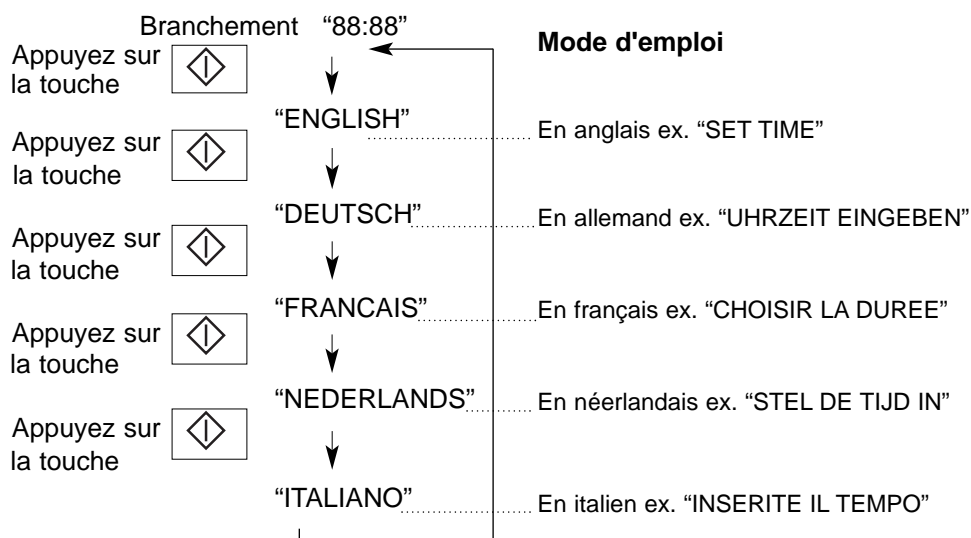 Branchement “88:88”
Mode d'emploi
Appuyez sur
la touche
“ENGLISH”
En anglais ex. “SET TIME”
Appuyez sur
la touche
“DEUTSCH”
En allemand ex. “UHRZEIT EINGEBEN”
Appuyez sur
la touche
“FRANCAIS”
En français ex. “CHOISIR LA DUREE”
Appuyez sur
la touche
“NEDERLANDS”
En néerlandais ex. “STEL DE TIJD IN”
Appuyez sur
la touche
“ITALIANO”
En italien ex. “INSERITE IL TEMPO”